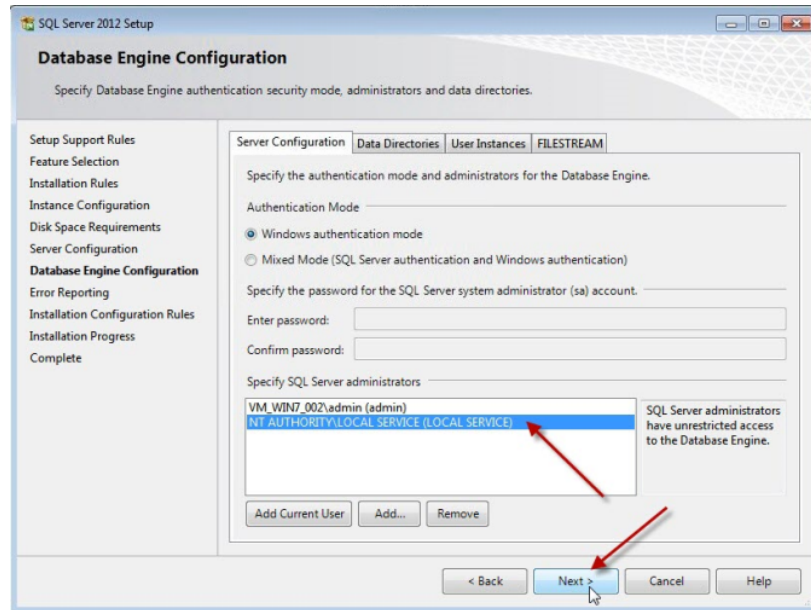 SQL Server 2012 Setup
Database Engine Configuration
Specify Database Engine authentication security mode, administrators and data directories.
Setup Support Rules
Feature Selection
Installation Rules
Instance Configuration
Disk Space Requirements
Server Configuration
Database Engine Configuration
Error Reporting
Installation Configuration Rules
Installation Progress
Complete
Server Configuration Data Directories User Instances FILESTREAM
Specify the authentication mode and administrators for the Database Engine.
Authentication Mode
Windows authentication mode
Mixed Mode (SQL Server authentication and Windows authentication)
Specify the password for the SQL Server system administrator (sa) account.
Enter password:
Confirm password:
Specify SQL Server administrators
VM_WIN7_002\admin (admin)
NT AUTHORITY\LOCAL SERVICE (LOCAL SERVICE)
SQL Server administrators
have unrestricted access
to the Database Engine.
Add Current User Add... Remove
< Back Next > Cancel Help